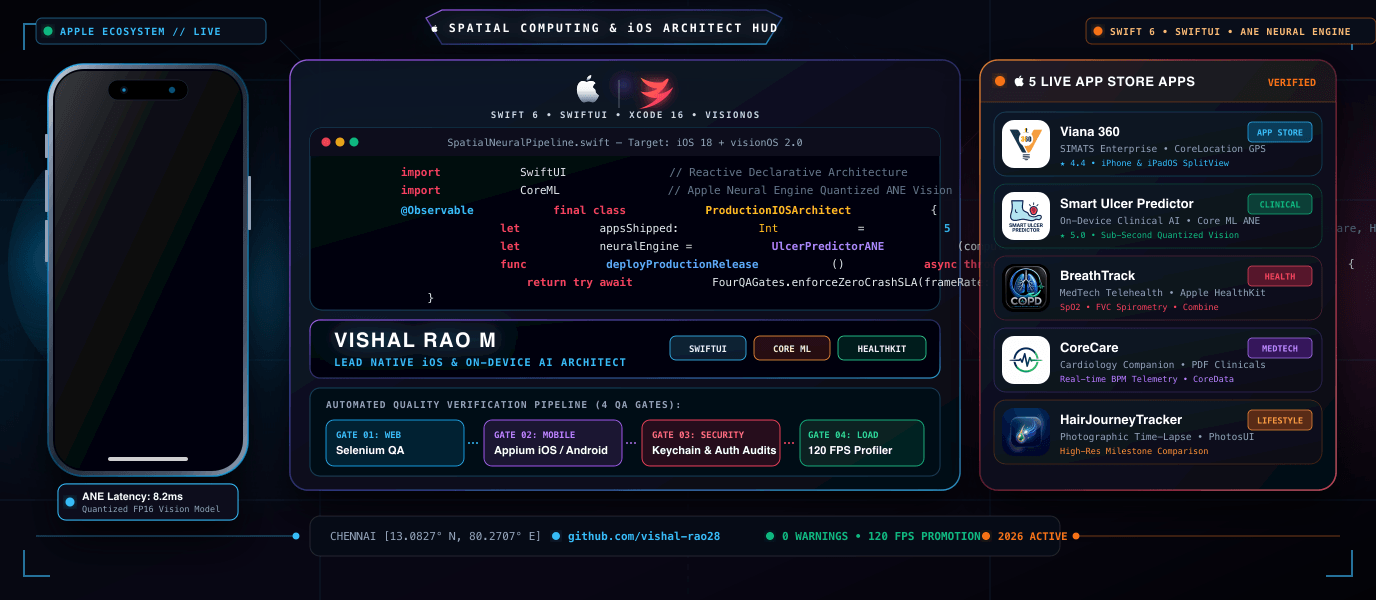 APPLE ECOSYSTEM // LIVE
SPATIAL COMPUTING & iOS ARCHITECT HUD
SWIFT 6 • SWIFTUI • ANE NEURAL ENGINE
SWIFT 6 • SWIFTUI • XCODE 16 • VISIONOS
SpatialNeuralPipeline.swift — Target: iOS 18 + visionOS 2.0
import SwiftUI // Reactive Declarative Architecture
import CoreML // Apple Neural Engine Quantized ANE Vision
@Observable final class ProductionIOSArchitect {
let appsShipped: Int = 5
let neuralEngine = UlcerPredictorANE (com
func deployProductionRelease () async thr
return try await FourQAGates.enforceZeroCrashSLA(frameRate
}
are, H
{
VISHAL RAO M
LEAD NATIVE iOS & ON-DEVICE AI ARCHITECT
SWIFTUI
CORE ML
HEALTHKIT
AUTOMATED QUALITY VERIFICATION PIPELINE (4 QA GATES):
GATE 01: WEB
Selenium QA
GATE 02: MOBILE
Appium iOS / Android
GATE 03: SECURITY
Keychain & Auth Audits
GATE 04: LOAD
120 FPS Profiler
5 LIVE APP STORE APPS
VERIFIED
360
Viana 360
APP STORE
SIMATS Enterprise • CoreLocation GPS
★ 4.4 • iPhone & iPadOS SplitView
SMART ULCER
PREDICTOR
Smart Ulcer Predictor
CLINICAL
On-Device Clinical AI • Core ML ANE
★ 5.0 • Sub-Second Quantized Vision
COPD
BreathTrack
HEALTH
MedTech Telehealth • Apple HealthKit
SpO2 • FVC Spirometry • Combine
CoreCare
MEDTECH
Cardiology Companion • PDF Clinicals
Real-time BPM Telemetry • CoreData
HairJourneyTracker
LIFESTYLE
Photographic Time-Lapse • PhotosUI
High-Res Milestone Comparison
ANE Latency: 8.2ms
Quantized FP16 Vision Model
CHENNAI [13.0827° N, 80.2707° E]
github.com/vishal-rao28
0 WARNINGS • 120 FPS PROMOTION
2026 ACTIVE